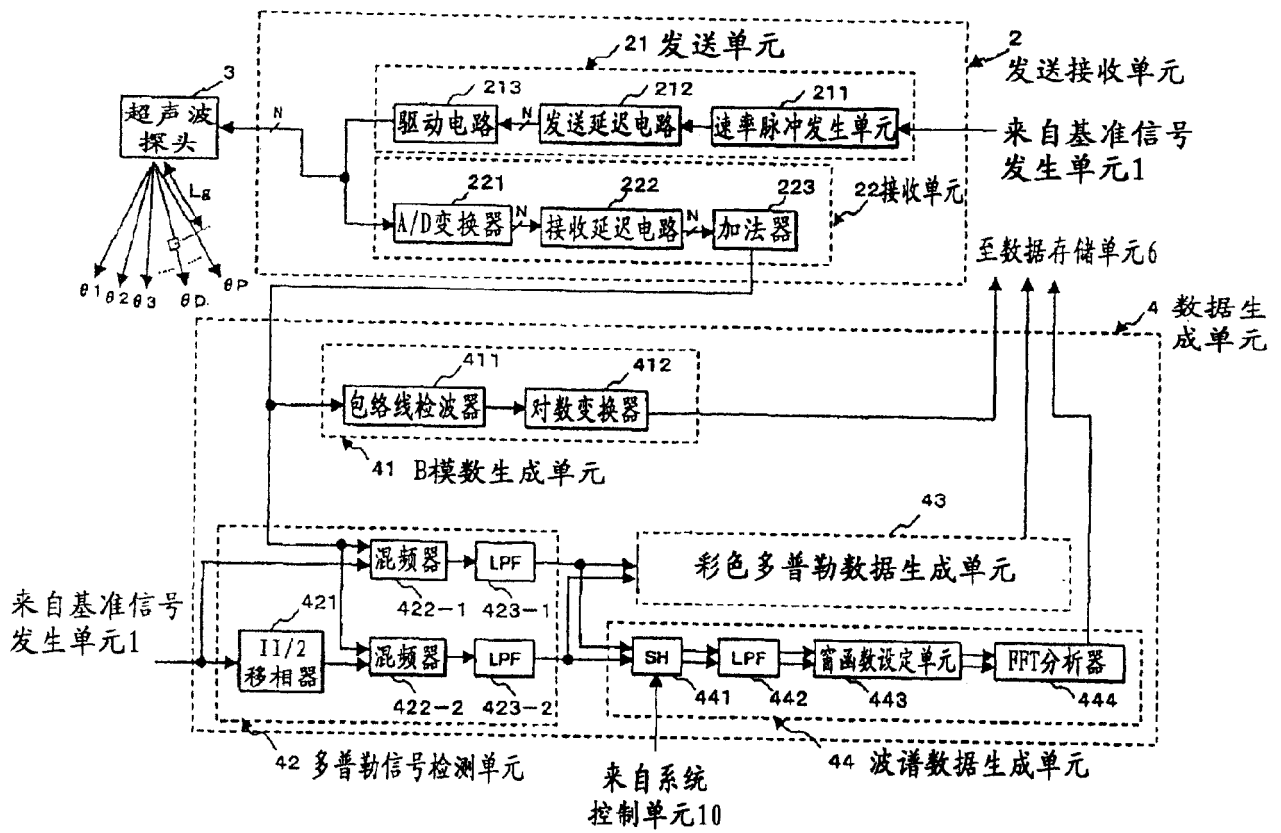 21 发送单元
2
发送接收单元
3
超声波
探头
N
213
驱动电路
N
212
发送延迟电路
211
速率脉冲发生单元
来自基准信号
发生单元1
Lg
221
A/D变换器
N
222
接收延迟电路
N
223
加法器
22接收单元
θ1
θ2
θ3
θD.
θP
至数据存储单元6
4 数据生
成单元
411
包络线检波器
412
对数变换器
41 B模数生成单元
43
彩色多普勒数据生成单元
混频器
422-1
LPF
423-1
来自基准信号
发生单元1
421
II/2
移相器
混频器
422-2
LPF
423-2
SH
441
LPF
442
窗函数设定单元
443
FFT分析器
444
42 多普勒信号检测单元
44 波谱数据生成单元
来自系统
控制单元10